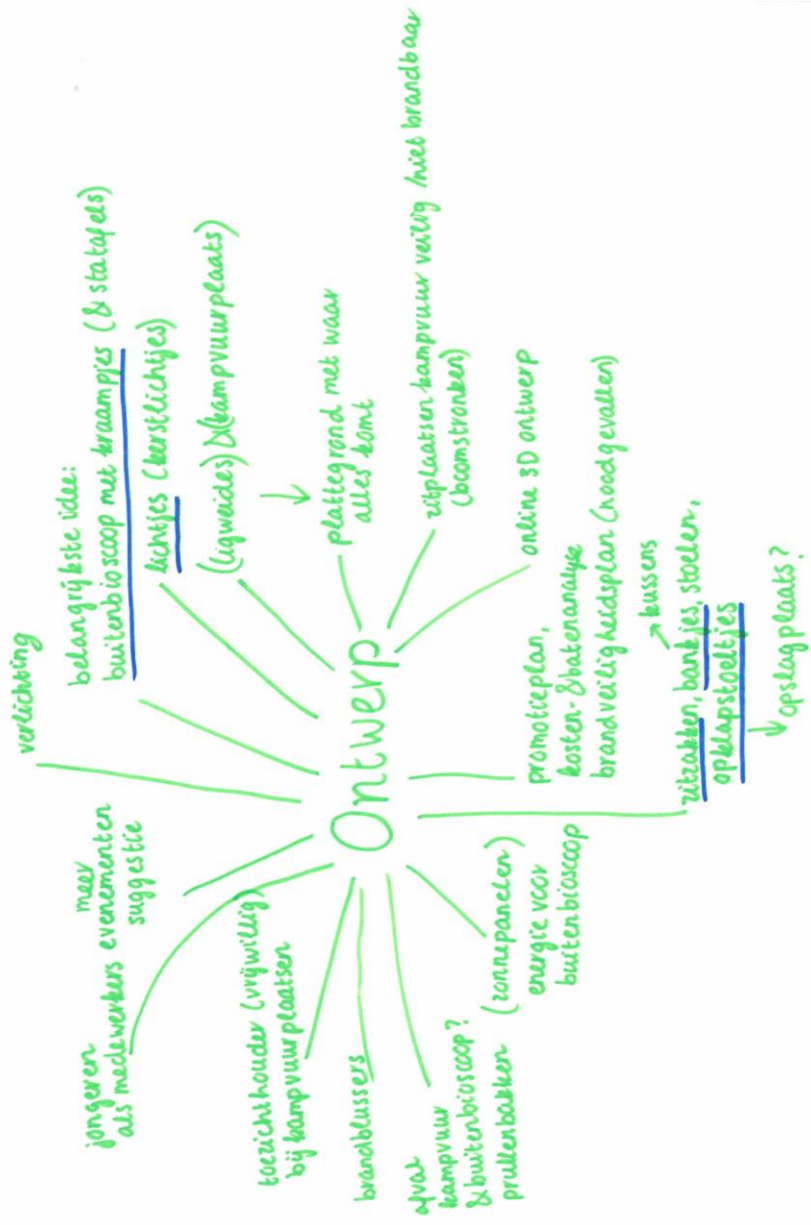 Ontwerp
verlichting
belangrijkste idee:
buitenbioscoop met kraampjes (& statafels)
lichtjes (kerstlichtjes)
(ligweides) & (kampvuurplaats)
↓
plattegrond met waar
alles komt
zitplaatsen kampvuur veilig /niet brandbaar
(boomstronken)
online 3D ontwerp
promotieplan,
kosten- & batenanalyse
brandveiligheidsplan (noodgevallen)
→ kussens
zitzakken, bankjes, stoelen,
opklapstoeltjes
↓ opslagplaats?
(zonnepanelen)
energie voor
buitenbioscoop
afval
kampvuur
& buitenbioscoop?
prullenbakken
brandblussers
toezichthouder (vrijwillig)
bij kampvuurplaatsen
jongeren
als medewerkers
meer
evenementen
suggestie